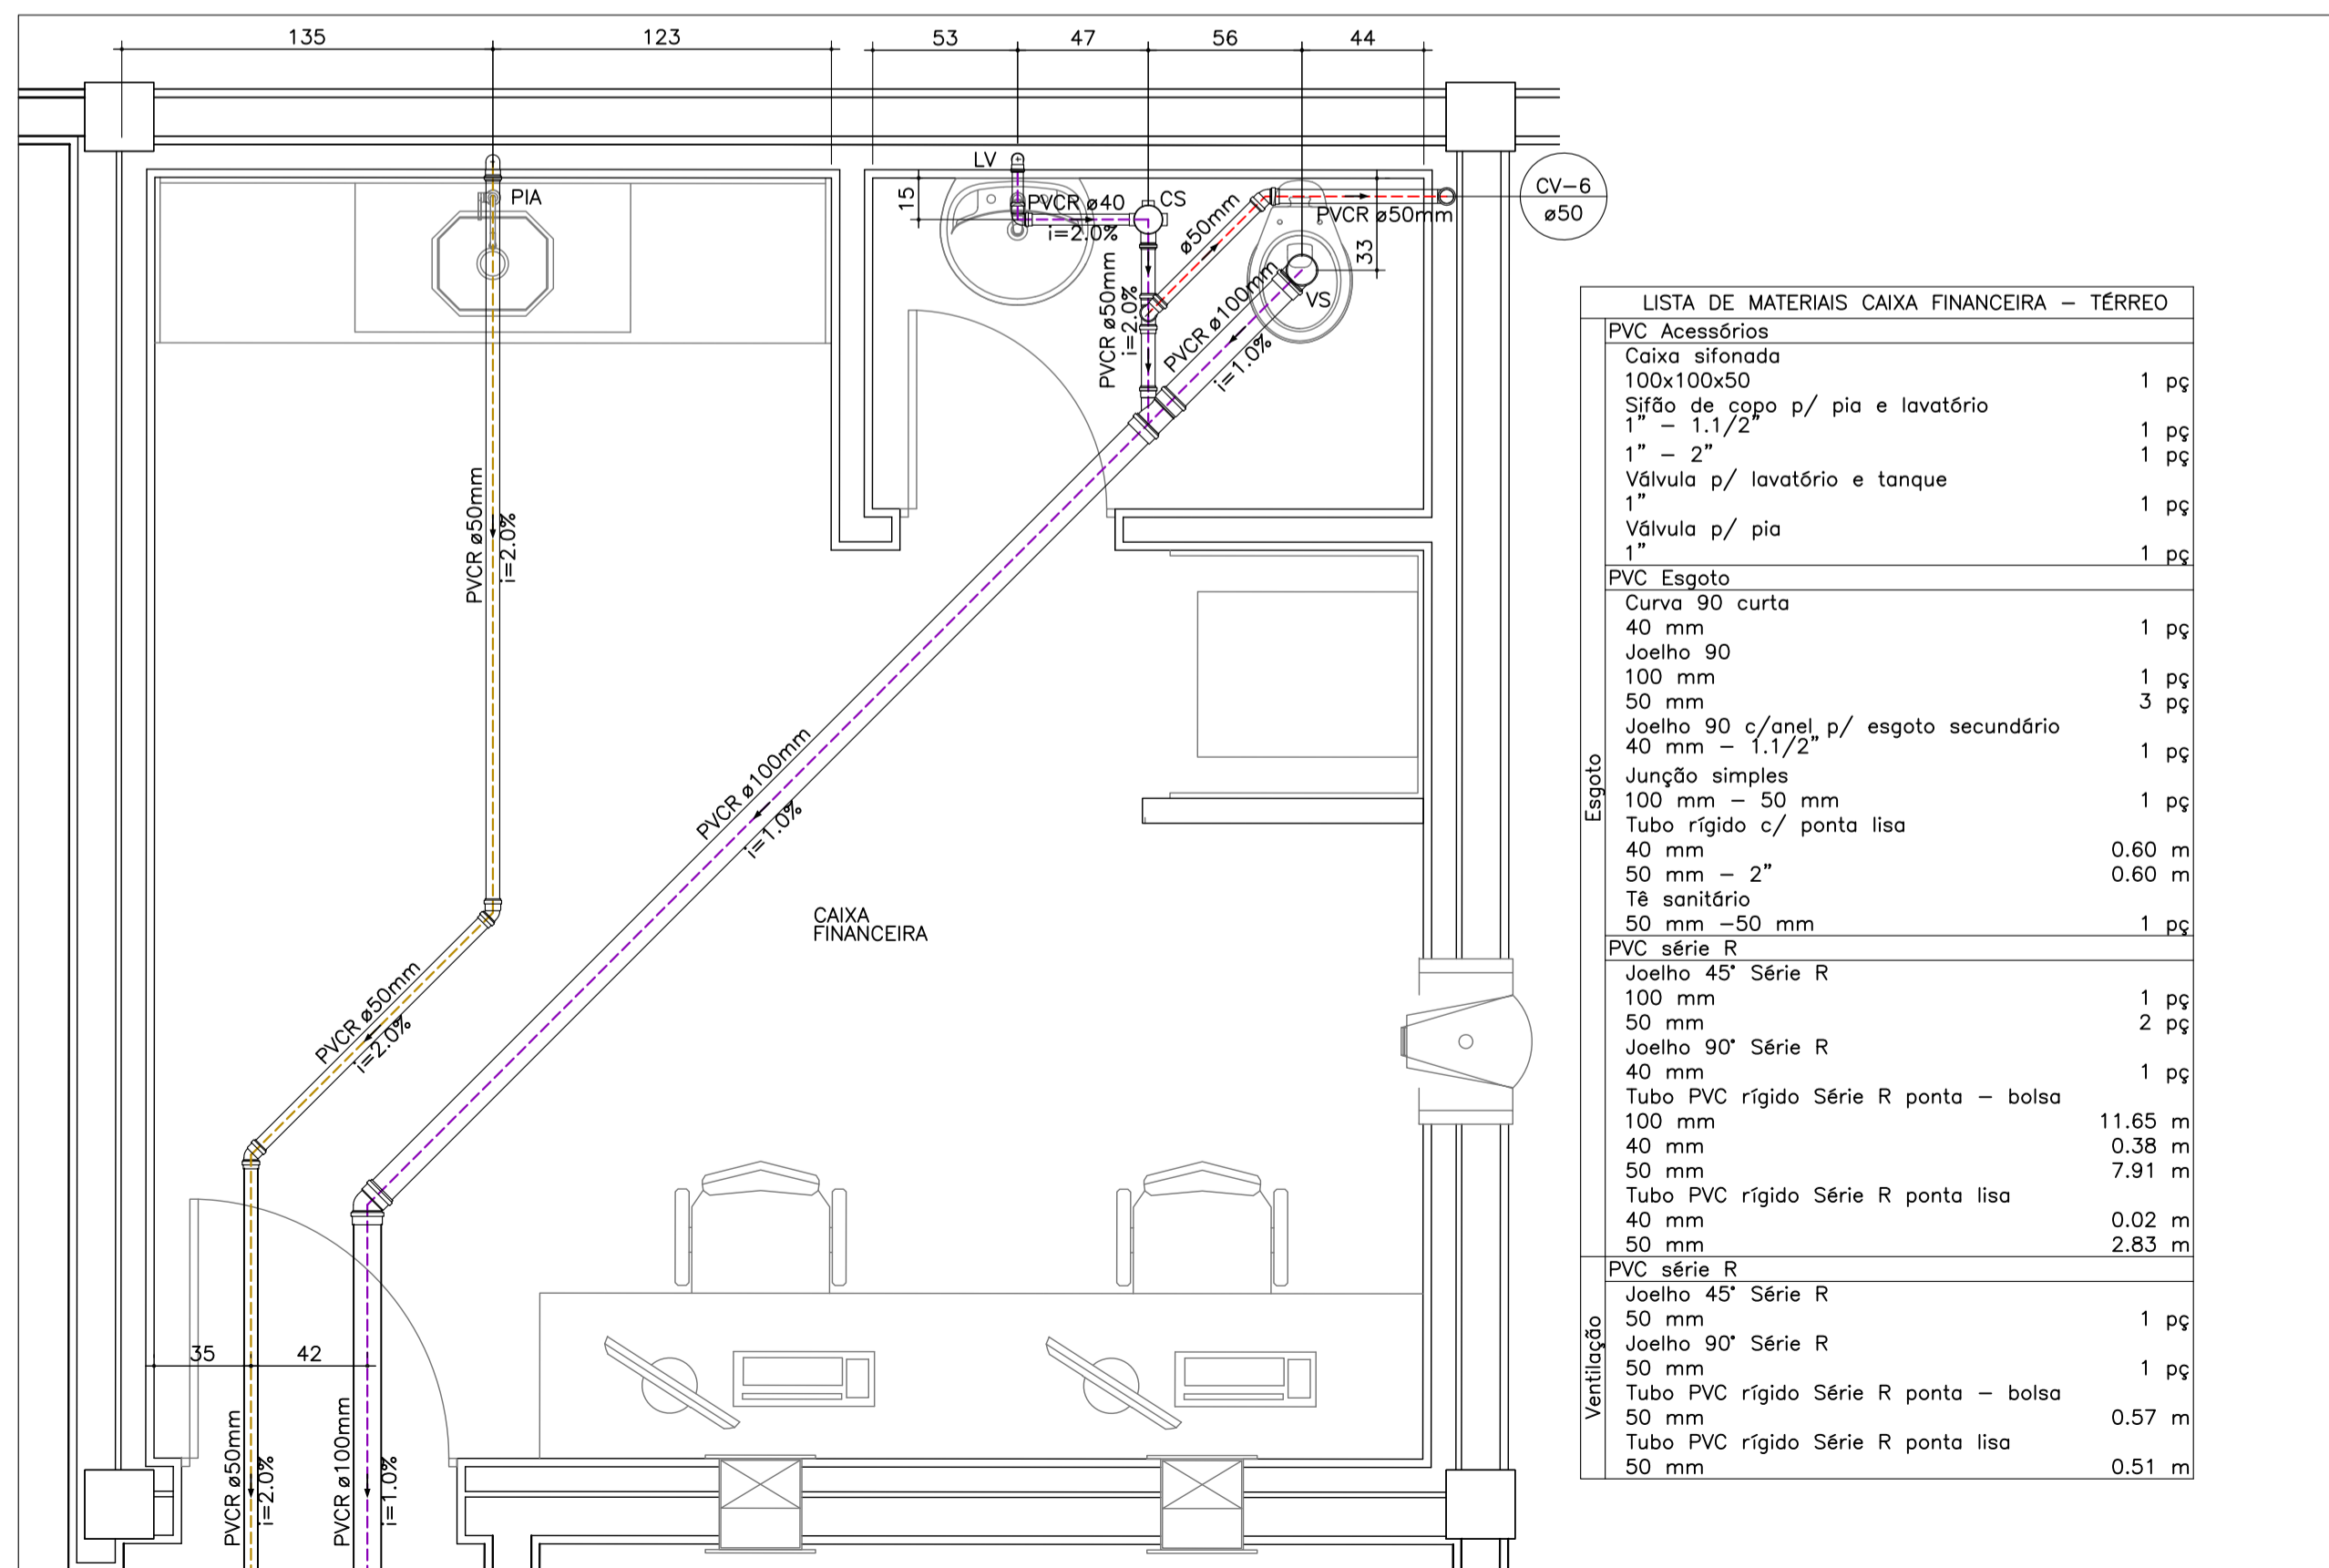 135
123
53
47
56
44
LV
PIA
15
PVCR ø40
i=2.0%
CS
ø50mm
PVCR ø50mm
CV-6
ø50
33
VS
PVCR ø50mm
i=2.0%
PVCR ø100mm
i=1.0%
PVCR ø50mm
i=2.0%
PVCR ø100mm
i=1.0%
CAIXA
FINANCEIRA
PVCR ø50mm
i=2.0%
35
42
PVCR ø50mm
i=2.0%
PVCR ø100mm
i=1.0%
LISTA DE MATERIAIS CAIXA FINANCEIRA – TÉRREO
Esgoto
PVC Acessórios
Caixa sifonada
100x100x50 1 pç
Sifão de copo p/ pia e lavatório
1" – 1.1/2" 1 pç
1" – 2" 1 pç
Válvula p/ lavatório e tanque
1" 1 pç
Válvula p/ pia
1" 1 pç
PVC Esgoto
Curva 90 curta
40 mm 1 pç
Joelho 90
100 mm 1 pç
50 mm 3 pç
Joelho 90 c/anel p/ esgoto secundário
40 mm – 1.1/2" 1 pç
Junção simples
100 mm – 50 mm 1 pç
Tubo rígido c/ ponta lisa
40 mm 0.60 m
50 mm – 2" 0.60 m
Tê sanitário
50 mm –50 mm 1 pç
PVC série R
Joelho 45° Série R
100 mm 1 pç
50 mm 2 pç
Joelho 90° Série R
40 mm 1 pç
Tubo PVC rígido Série R ponta – bolsa
100 mm 11.65 m
40 mm 0.38 m
50 mm 7.91 m
Tubo PVC rígido Série R ponta lisa
40 mm 0.02 m
50 mm 2.83 m
Ventilação
PVC série R
Joelho 45° Série R
50 mm 1 pç
Joelho 90° Série R
50 mm 1 pç
Tubo PVC rígido Série R ponta – bolsa
50 mm 0.57 m
Tubo PVC rígido Série R ponta lisa
50 mm 0.51 m